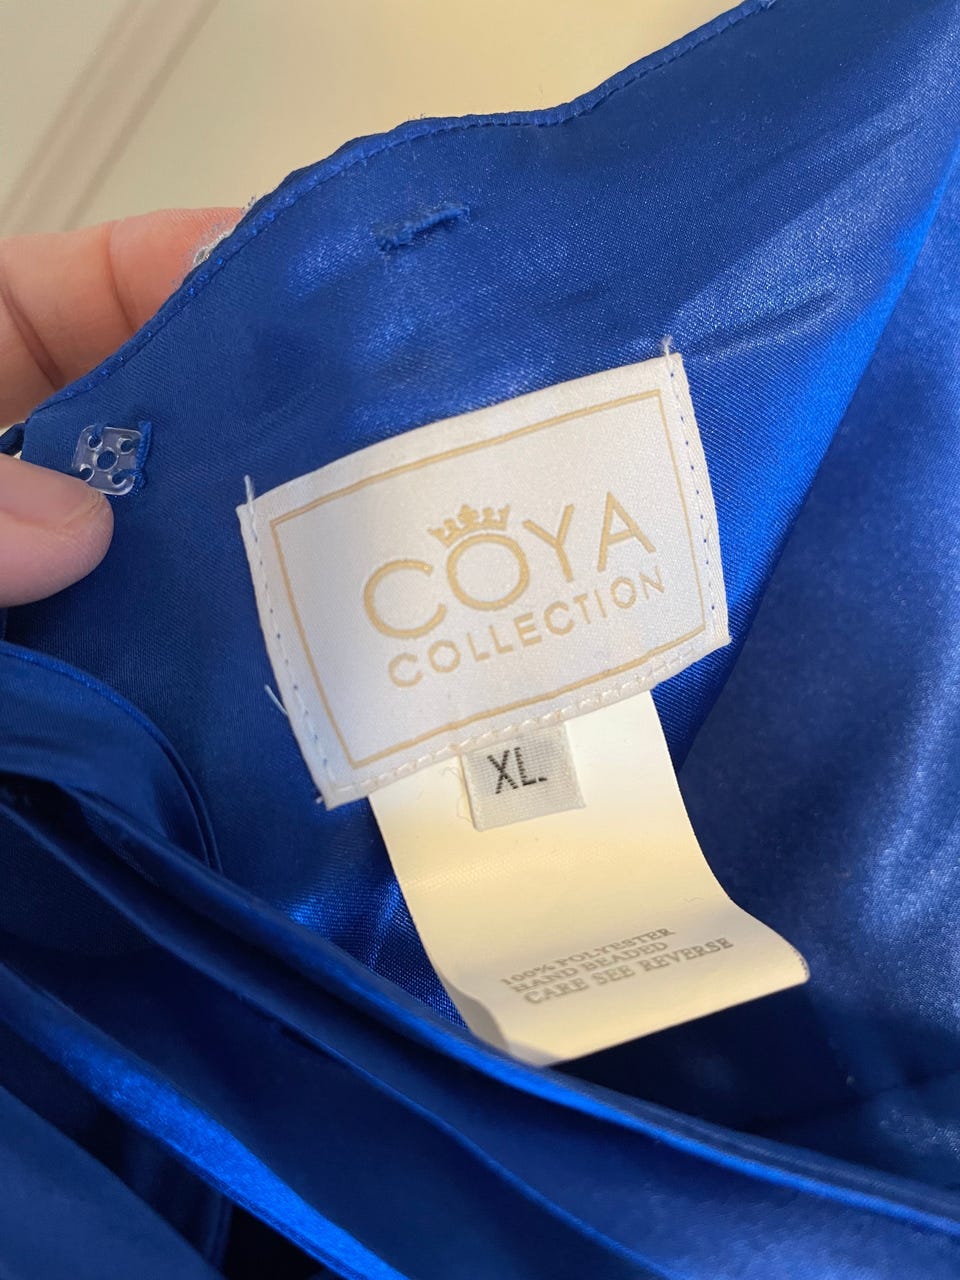 COYA
COLLECTION
XL.
100% POLYESTER
HAND BEADED
CARE SEE REVERSE